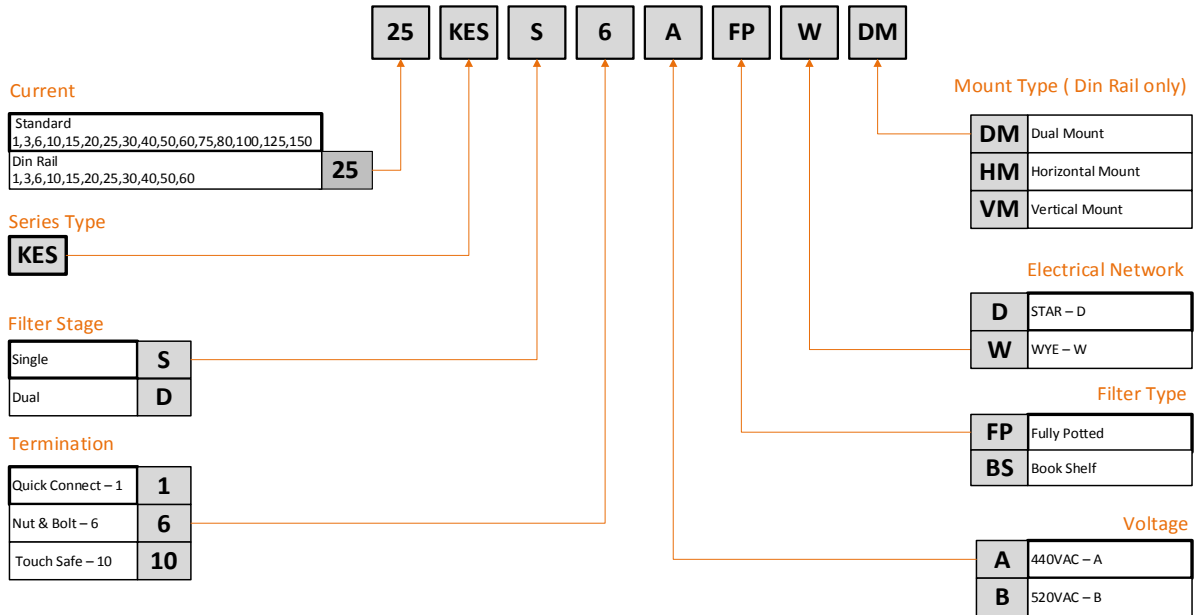 25 KES S 6 A FP W DM
Current
Standard
1,3,6,10,15,20,25,30,40,50,60,75,80,100,125,150
Din Rail
1,3,6,10,15,20,25,30,40,50,60
25
Series Type
KES
Filter Stage
Single S
Dual D
Termination
Quick Connect – 1 1
Nut & Bolt – 6 6
Touch Safe – 10 10
Mount Type ( Din Rail only)
DM Dual Mount
HM Horizontal Mount
VM Vertical Mount
Electrical Network
D STAR – D
W WYE – W
Filter Type
FP Fully Potted
BS Book Shelf
Voltage
A 440VAC – A
B 520VAC – B